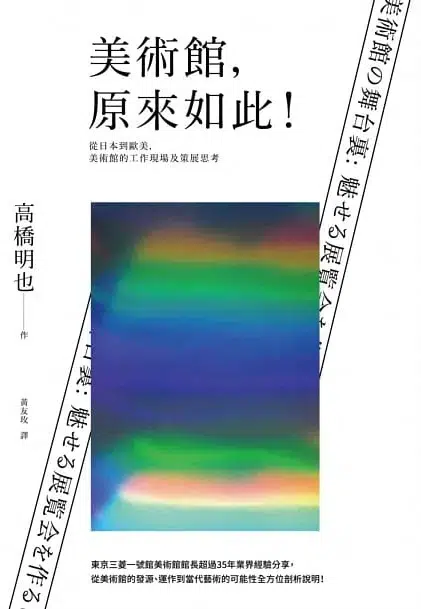 美術館，
原來如此！
從日本到歐美，
美術館的工作現場及策展思考
美術館の舞台裏：魅せる展覧会を
高橋明也
作
黃友玫 譯
台裏：魅せる展覧会を作る
東京三菱一號館美術館館長超過35年業界經驗分享，
從美術館的發源、運作到當代藝術的可能性全方位剖析說明！